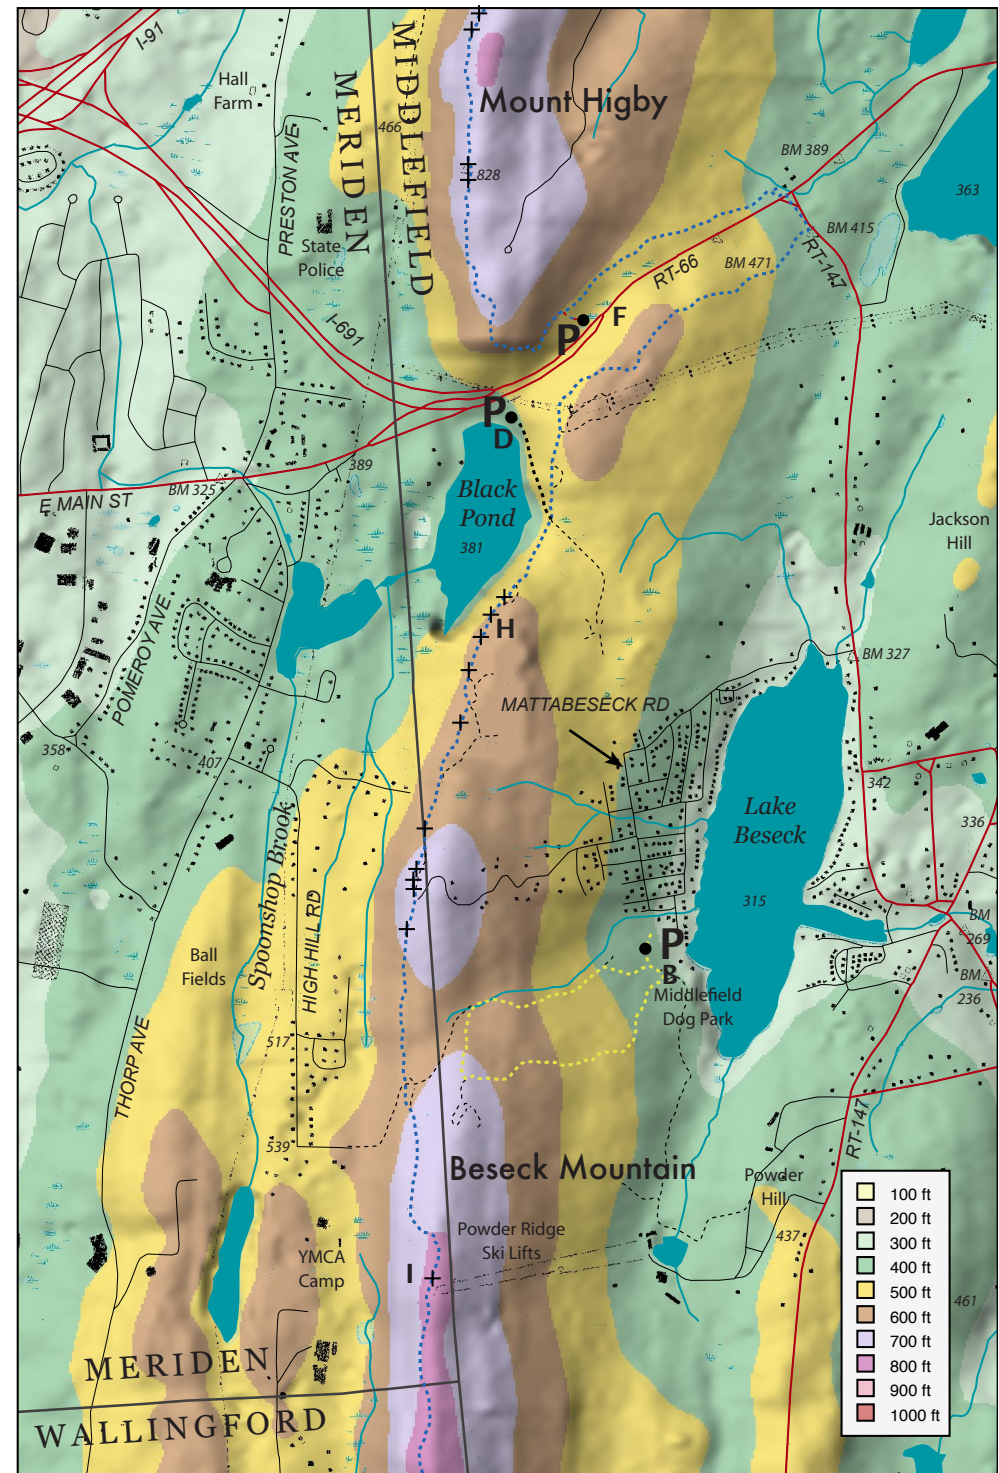 I-91
Hall
Farm
MERIDEN
MIDDLEFIELD
466
Mount Higby
828
PRESTON AVE
State
Police
I-691
BM 389
363
BM 415
BM 471
RT-66
RT-147
F
P
P
D
Black
Pond
381
389
E MAIN ST
BM 325
Jackson
Hill
H
POMEROY AVE
BM 327
MATTABESECK RD
358
407
342
336
Lake
Beseck
315
Spoonshop Brook
HIGH HILL RD
BM
269
BM
236
Ball
Fields
P
B
Middlefield
Dog Park
517
THORP AVE
539
RT-147
Beseck Mountain
Powder
Hill
437
Powder Ridge
Ski Lifts
YMCA
Camp
I
461
100 ft
200 ft
300 ft
400 ft
500 ft
600 ft
700 ft
800 ft
900 ft
1000 ft
MERIDEN
WALLINGFORD